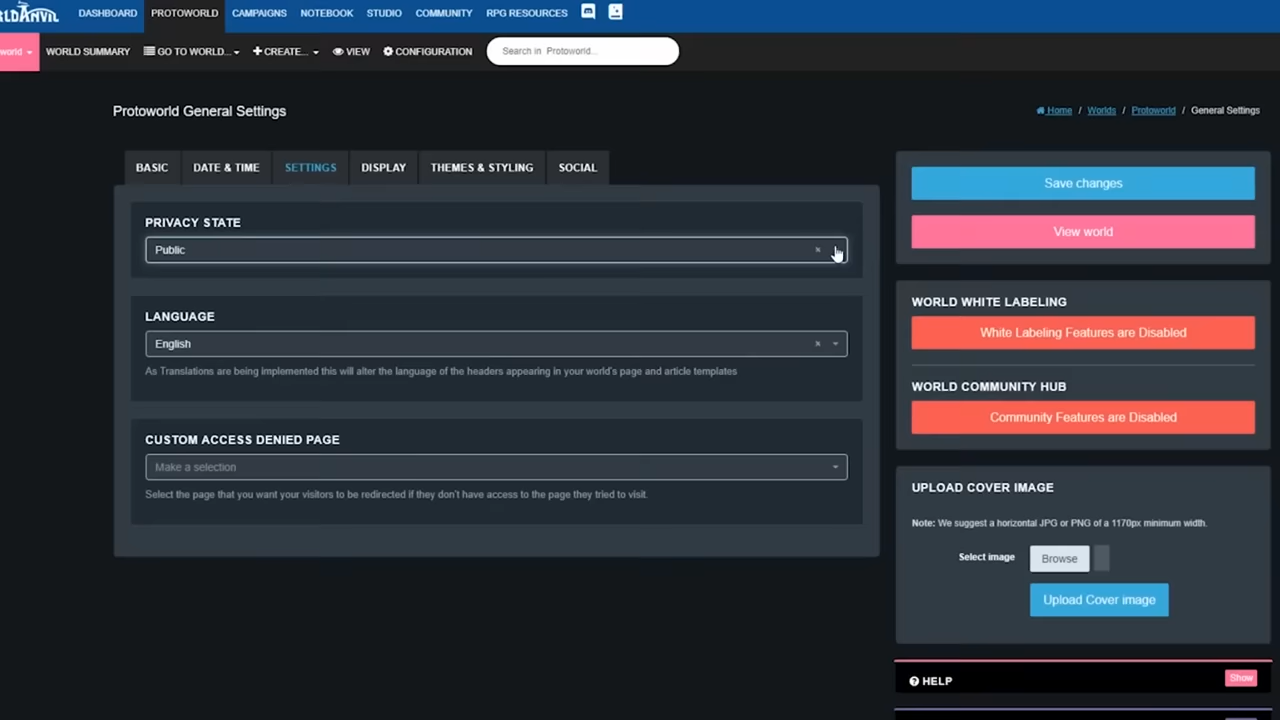 DASHBOARD PROTOWORLD CAMPAIGNS NOTEBOOK STUDIO COMMUNITY RPG RESOURCES
WORLD SUMMARY GO TO WORLD... CREATE... VIEW CONFIGURATION Search in Protoworld...
Protoworld General Settings
Home / Worlds / Protoworld / General Settings
BASIC DATE & TIME SETTINGS DISPLAY THEMES & STYLING SOCIAL
PRIVACY STATE
Public
LANGUAGE
English
As Translations are being implemented this will alter the language of the headers appearing in your world's page and article templates
CUSTOM ACCESS DENIED PAGE
Make a selection
Select the page that you want your visitors to be redirected if they don't have access to the page they tried to visit.
Save changes
View world
WORLD WHITE LABELING
White Labeling Features are Disabled
WORLD COMMUNITY HUB
Community Features are Disabled
UPLOAD COVER IMAGE
Note: We suggest a horizontal JPG or PNG of a 1170px minimum width.
Select image Browse
Upload Cover image
HELP Show